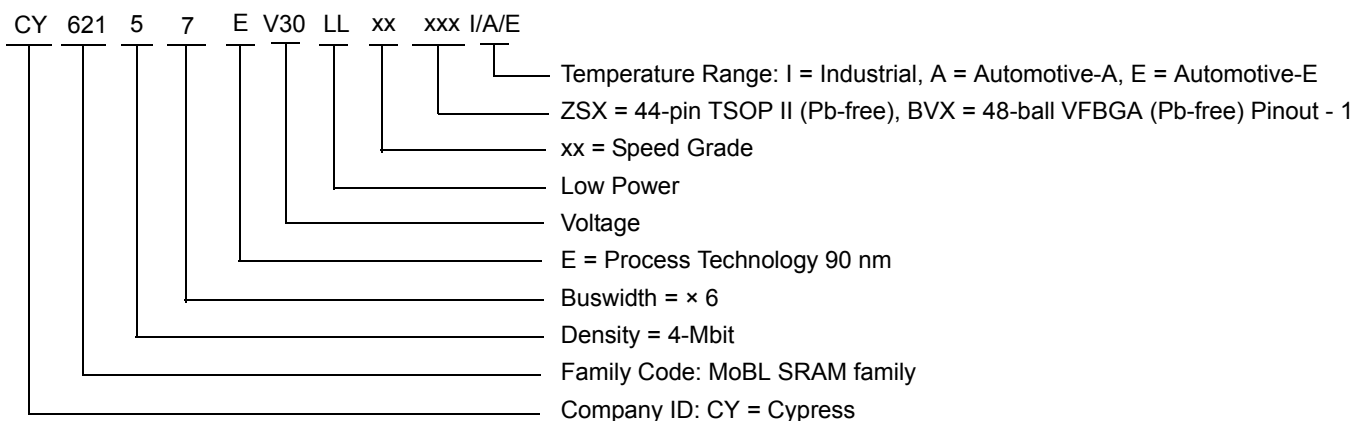 CY 621 5 7 E V30 LL xx xxx I/A/E
Temperature Range: I = Industrial, A = Automotive-A, E = Automotive-E
ZSX = 44-pin TSOP II (Pb-free), BVX = 48-ball VFBGA (Pb-free) Pinout - 1
xx = Speed Grade
Low Power
Voltage
E = Process Technology 90 nm
Buswidth = × 6
Density = 4-Mbit
Family Code: MoBL SRAM family
Company ID: CY = Cypress